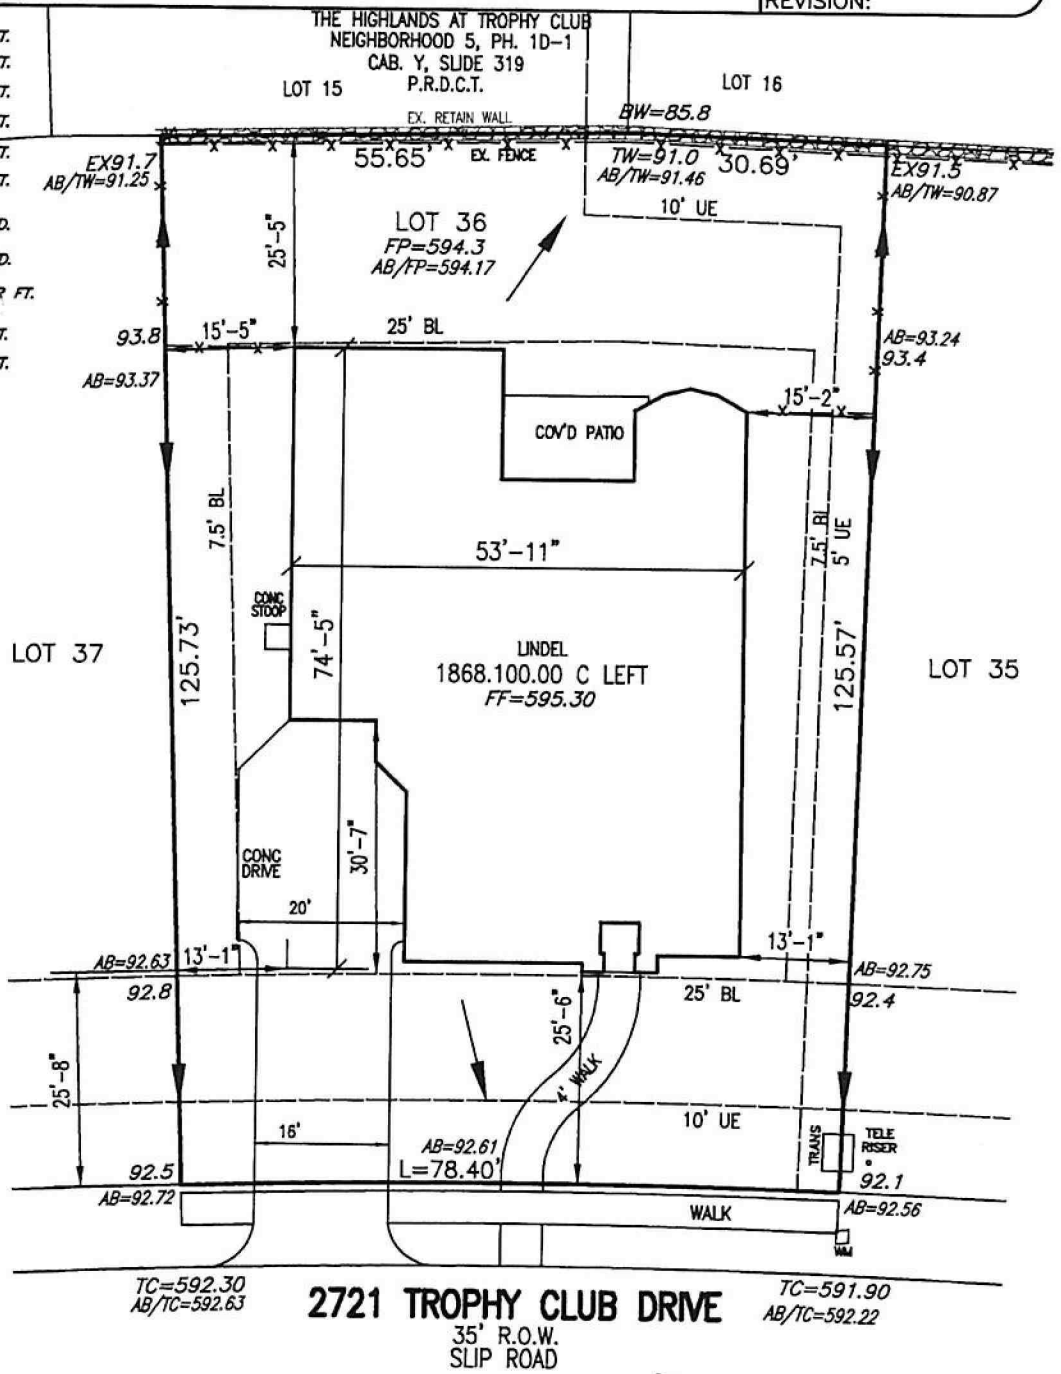 REVISION:
T.
T.
T.
T.
T.
T.
D.
D.
R FT.
T.
T.
THE HIGHLANDS AT TROPHY CLUB
NEIGHBORHOOD 5, PH. 1D-1
CAB. Y, SLIDE 319
P.R.D.C.T.
LOT 15
LOT 16
EX. RETAIN WALL
BW=85.8
EX91.7
AB/TW=91.25
55.65'
EX. FENCE
TW=91.0
AB/TW=91.46
30.69'
EX91.5
AB/TW=90.87
10' UE
LOT 36
FP=594.3
AB/FP=594.17
25'-5"
93.8
15'-5"
25' BL
AB=93.24
93.4
AB=93.37
15'-2"
COV'D PATIO
7.5' BL
7.5' BL
5' UE
53'-11"
CONC
STOOP
74'-5"
125.73'
125.57'
LOT 37
LINDEL
1868.100.00 C LEFT
FF=595.30
LOT 35
30'-7"
CONC
DRIVE
20'
AB=92.63
13'-1"
13'-1"
AB=92.75
92.8
25' BL
92.4
25'-8"
25'-6"
4' WALK
10' UE
16'
AB=92.61
L=78.40'
TRANS
TELE
RISER
92.5
92.1
AB=92.72
WALK
AB=92.56
WM
TC=592.30
AB/TC=592.63
2721 TROPHY CLUB DRIVE
35' R.O.W.
SLIP ROAD
TC=591.90
AB/TC=592.22